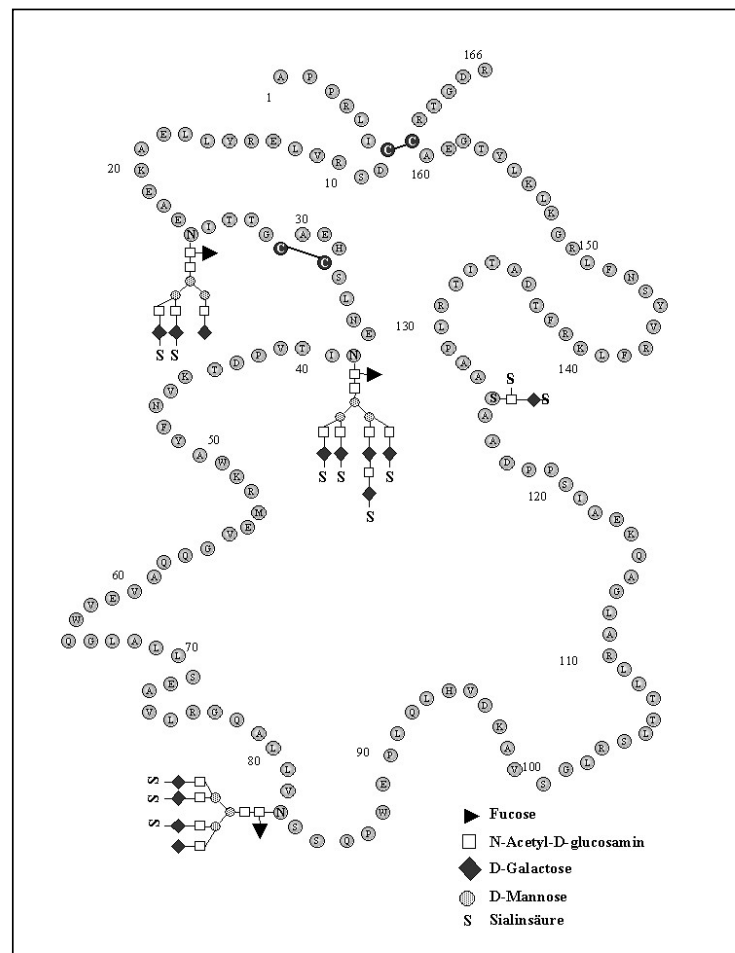 166
1
A P P R L I C D S R V L E R Y L L E A
10
20
K E A E N I T T G C A E H C S L N E
30
N I T V P D T K V N F Y A W K R M
40
50
E V G Q Q A V E V W Q G L A L L
60
S E A V L R G Q A L L V
70
80
N S S Q P W E P L Q L H V D K A V
90
S G L R S L T T L L R A L G A Q K E A I S
100
110
P P D A A S A A P L R T I T A D T F R K L F R V Y S N F L R
120
130
140
150
G K L K L Y T G E A C R T G D R
160
S S
S S S S
S
S
S
S
S
S S
Fucose
N-Acetyl-D-glucosamin
D-Galactose
D-Mannose
S Sialinsäure